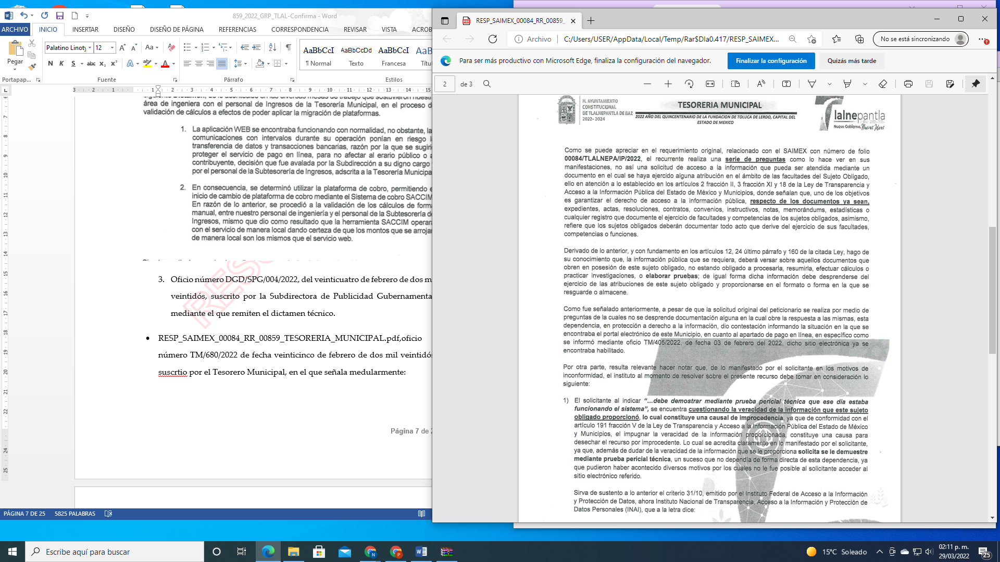 859_2022_GRP_TLAL-Confirma - Word
ARCHIVO INICIO INSERTAR DISEÑO DISEÑO DE PÁGINA REFERENCIAS CORRESPONDENCIA REVISAR VISTA ACROB
Palatino Linoty 12
Pegar
AaBbCcI AaBbCcDd AaBbCcI AaBb
¶ Normal Texto Francesa Títul
Portapap... Fuente Párrafo Estilos
área de ingeniera con el personal de Ingresos de la Tesorería Municipal, en el proceso d
validación de cálculos a efectos de poder aplicar la migración de plataformas.
1. La aplicación WEB se encontraba funcionando con normalidad, no obstante, la
comunicaciones con intervalos durante su operación ponían en riesgo l
transferencia de datos y transacciones bancarias, razón por la que se sugiri
proteger el servicio de pago en línea, para no afectar al erario público o a
contribuyente, decisión que fue avalada por la Subdirección a su digno cargo
por el personal de la Subtesorería de Ingresos, adscrita a la Tesorería Municipa
2. En consecuencia, se determinó utilizar la plataforma de cobro, permitiendo e
inicio de cambio de plataforma de cobro mediante el Sistema de cobro SACCIM
En razón de lo anterior, se procedió a la validación de los cálculos de forma
manual, entre nuestro personal de ingeniería y el personal de la Subtesorería de
Ingresos, mismo que dio como resultado que la herramienta SACCIM operara
con el servicio de manera local dando certeza de que los montos que se arrojan
de manera local son los mismos que el servicio web.
3. Oficio número DGD/SPG/004/2022, del veinticuatro de febrero de dos m
veintidós, suscrito por la Subdirectora de Publicidad Gubernamenta
mediante el que remiten el dictamen técnico.
• RESP_SAIMEX_00084_RR_00859_TESORERIA_MUNICIPAL.pdf,oficio
número TM/680/2022 de fecha veinticinco de febrero de dos mil veintidós
suscrtio por el Tesorero Municipal, en el que señala medularmente:
Página 7 de 2
PÁGINA 7 DE 25 5825 PALABRAS
RESP_SAIMEX_00084_RR_00859_
Archivo C:/Users/USER/AppData/Local/Temp/Rar$DIa0.417/RESP_SAIMEX...
No se está sincronizando
Para ser más productivo con Microsoft Edge, finaliza la configuración del navegador.
Finalizar la configuración
Quizás más tarde
2 de 3
H. AYUNTAMIENTO
CONSTITUCIONAL
DE TLALNEPANTLA DE BAZ
2022- 2024
TESORERIA MUNICIPAL
2022 AÑO DEL QUINCENTENARIO DE LA FUNDACION DE TOLUCA DE LERDO, CAPITAL DEL
ESTADO DE MEXICO
Tlalnepantla
Nuevo Gobierno, Nuevas Ideas
Como se puede apreciar en el requerimiento original, relacionado con el SAIMEX con número de folio
00084/TLALNEPA/IP/2022, el recurrente realiza una serie de preguntas como lo hace ver en sus
manifestaciones, no así una solicitud de acceso a la información que pueda ser atendida mediante un
documento en el cual se haya ejercido alguna atribución en el ámbito de las facultades del Sujeto Obligado,
ello en atención a lo establecido en los artículos 2 fracción II, 3 fracción XI y 18 de la Ley de Transparencia y
Acceso a la Información Pública del Estado de México y Municipios, donde señalan que, uno de los objetivos
es garantizar el derecho de acceso a la información pública, respecto de los documentos ya sean,
expedientes, actas, resoluciones, contratos, convenios, instructivos, notas, memorándums, estadísticas o
cualquier registro que documente el ejercicio de facultades y competencias de los sujetos obligados, asimismo,
refiere que los sujetos obligados deberán documentar todo acto que derive del ejercicio de sus facultades,
competencias o funciones.
Derivado de lo anterior, y con fundamento en los artículos 12, 24 último párrafo y 160 de la citada Ley, hago de
su conocimiento que, la información pública que se requiera, deberá versar sobre aquellos documentos que
obren en posesión de este sujeto obligado, no estando obligado a procesarla, resumirla, efectuar cálculos o
practicar investigaciones, o elaborar pruebas; de igual forma dicha información debe desprenderse del
ejercicio de las atribuciones de este sujeto obligado y proporcionarse en el formato o forma en la que se
resguarde o almacene.
Como fue señalado anteriormente, a pesar de que la solicitud original del peticionario se realiza por medio de
preguntas de la cuales no se desprende documentación alguna en la cual obre la respuesta a las mismas, esta
dependencia, en protección a derecho a la información, dio contestación informando la situación en la que se
encontraba el portal electrónico de este Municipio, en cuanto al apartado de pago en línea, en específico como
se informó mediante oficio TM/405/2022, de fecha 03 de febrero del 2022, dicho sitio electrónica ya se
encontraba habilitado.
Por otra parte, resulta relevante hacer notar que, de lo manifestado por el solicitante en los motivos de
inconformidad, el instituto al momento de resolver sobre el presente recurso debe tomar en consideración lo
siguiente:
1) El solicitante al indicar "...debe demostrar mediante prueba pericial técnica que ese día estaba
funcionando el sistema", se encuentra cuestionando la veracidad de la información que este sujeto
obligado proporcionó, lo cual constituye una causal de improcedencia, ya que de conformidad con el
artículo 191 fracción V de la Ley de Transparencia y Acceso a la Información Pública del Estado de México
y Municipios, el impugnar la veracidad de la información proporcionada, constituye una causa para
desechar el recurso por improcedente. Lo cual se acredita claramente en lo manifestado por el solicitante,
ya que, además de dudar de la veracidad de la información que se le proporciona solicita se le demuestre
mediante prueba pericial técnica, un suceso que no dependía de forma directa de esta dependencia, ya
que pudieron haber acontecido diversos motivos por los cuales no le fue posible al solicitante acceder al
sitio electrónico referido.
Sirva de sustento a lo anterior el criterio 31/10, emitido por el Instituto Federal de Acceso a la Información
y Protección de Datos, ahora Instituto Nacional de Transparencia, Acceso a la Información y Protección de
Datos Personales (INAI), que a la letra dice:
Escribe aquí para buscar
15°C Soleado
02:11 p. m.
29/03/2022
25